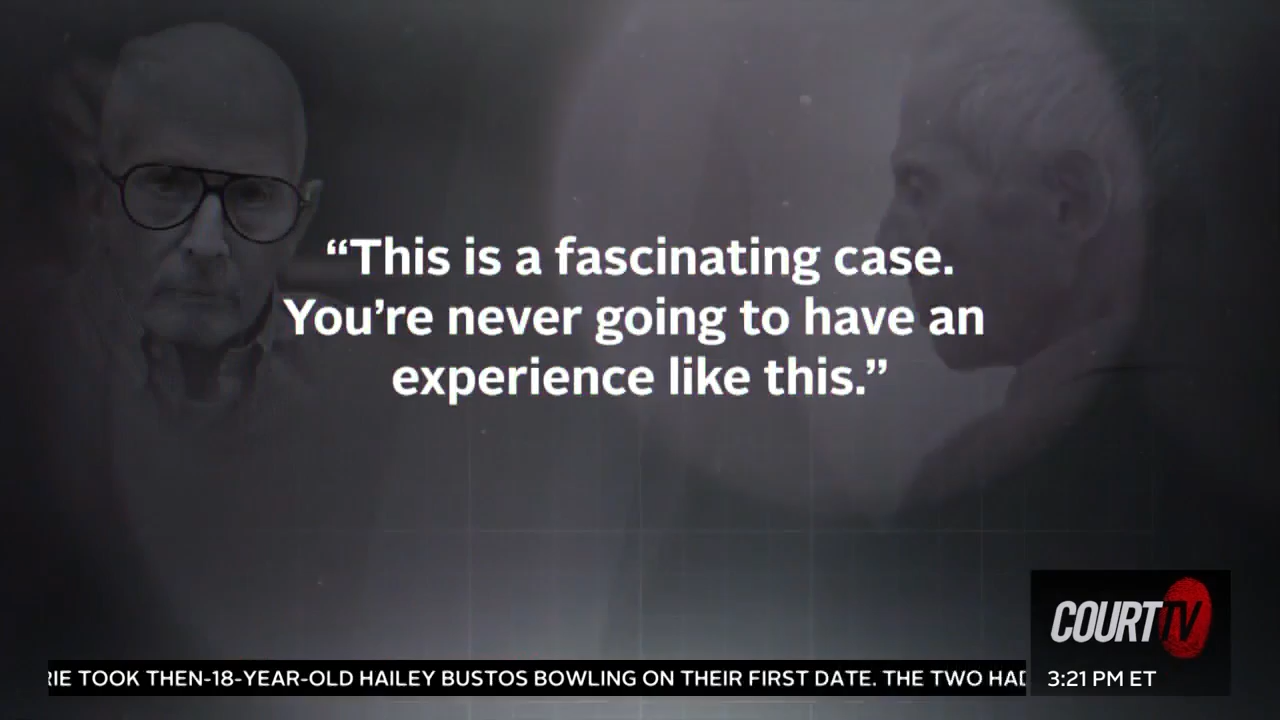 “This is a fascinating case.
You’re never going to have an
experience like this.”
COURT TV
RIE TOOK THEN-18-YEAR-OLD HAILEY BUSTOS BOWLING ON THEIR FIRST DATE. THE TWO HAD
3:21 PM ET